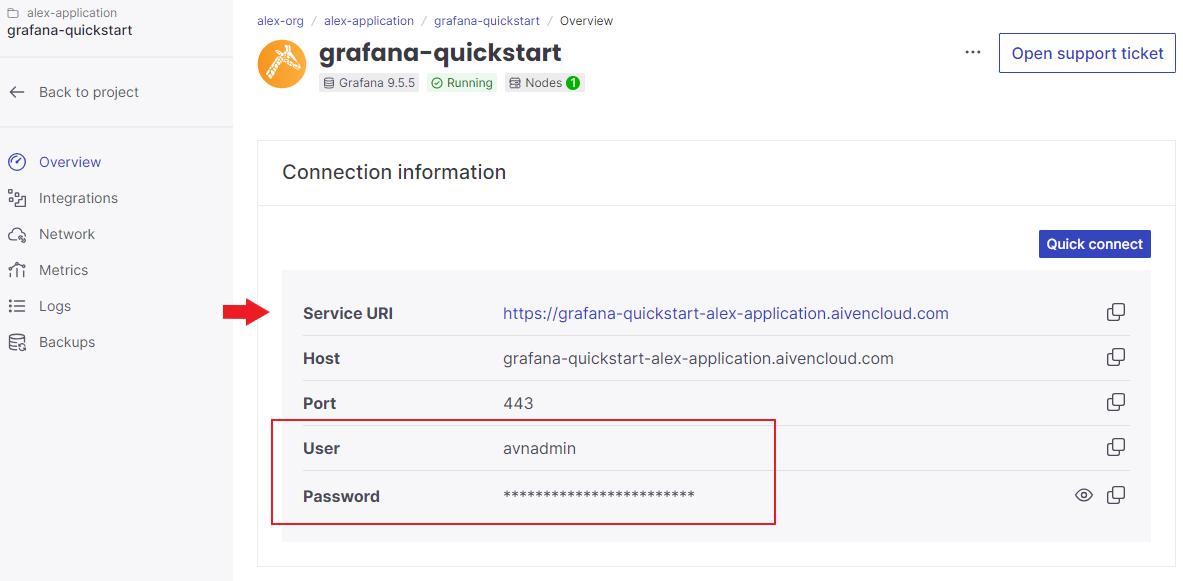 alex-application
grafana-quickstart
Back to project
Overview
Integrations
Network
Metrics
Logs
Backups
alex-org / alex-application / grafana-quickstart / Overview
grafana-quickstart
Grafana 9.5.5 Running Nodes 1
... Open support ticket
Connection information
Quick connect
Service URI https://grafana-quickstart-alex-application.aivencloud.com
Host grafana-quickstart-alex-application.aivencloud.com
Port 443
User avnadmin
Password ************************